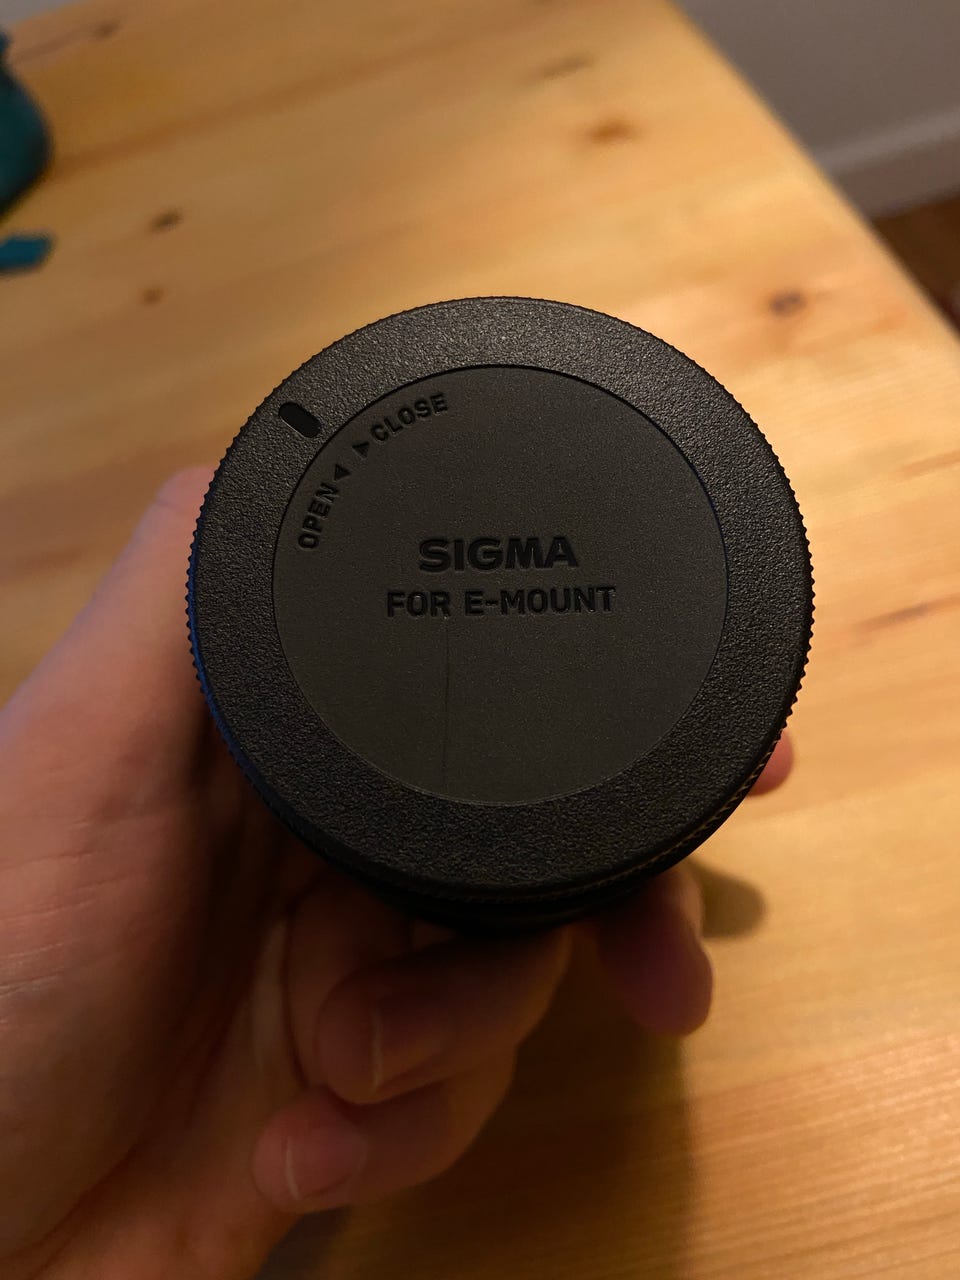 OPEN ◄ ► CLOSE
SIGMA
FOR E-MOUNT